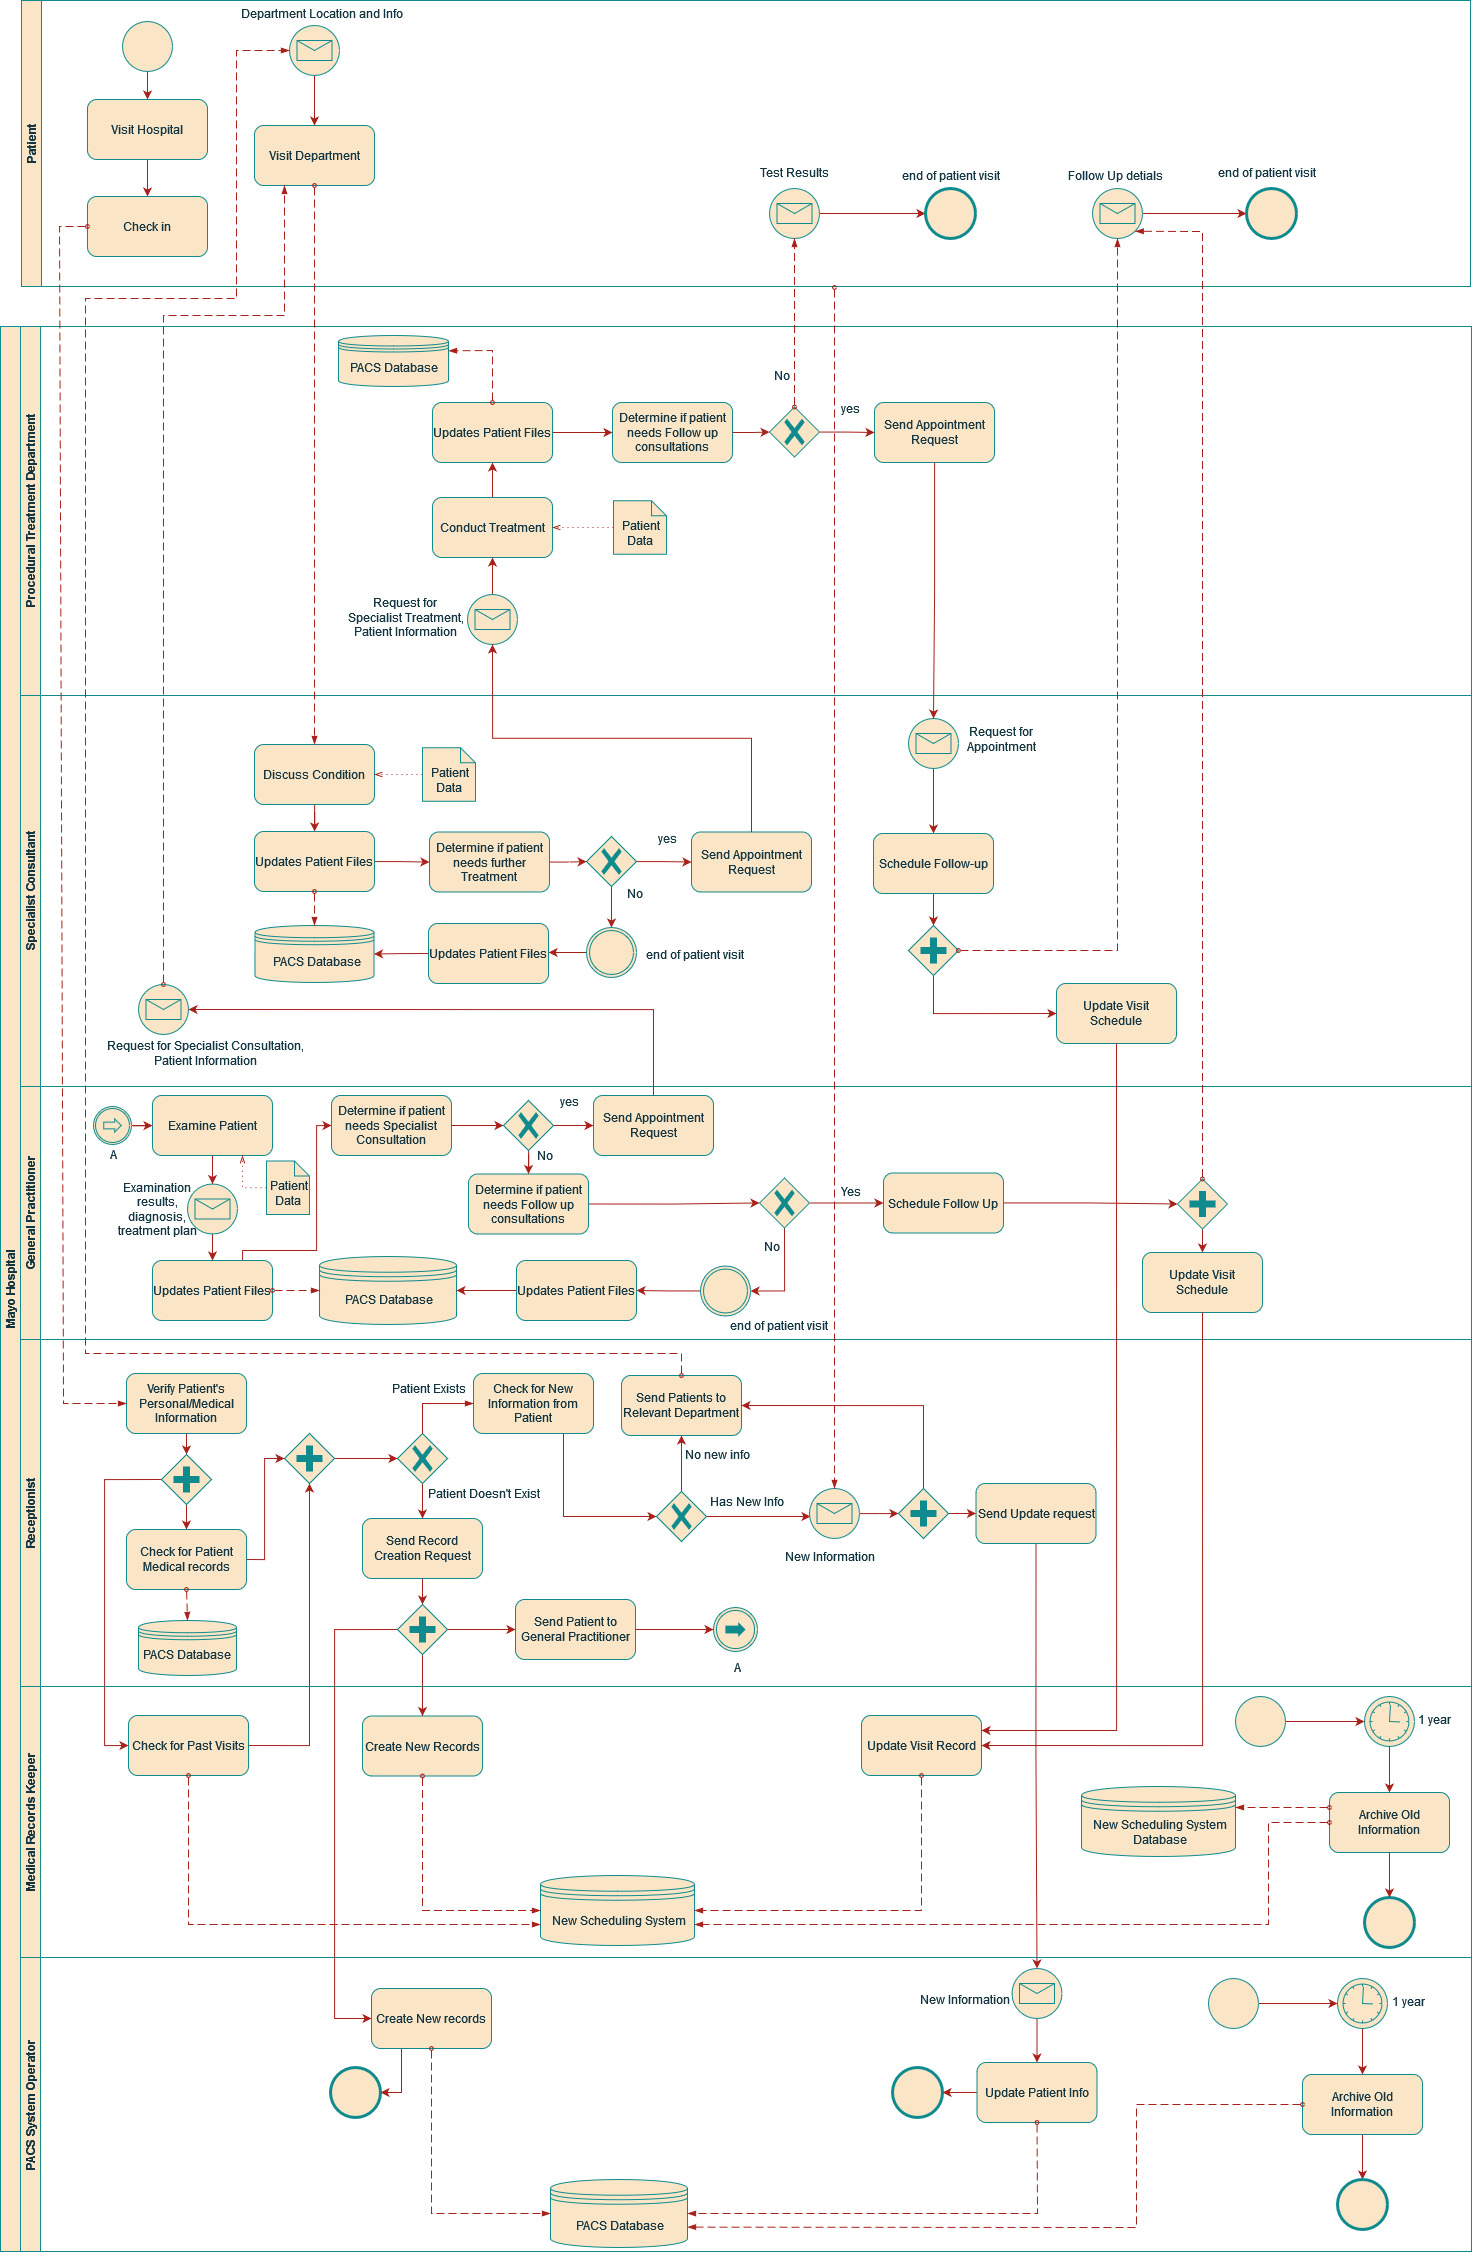 Patient
Department Location and Info
Visit Hospital
Check in
Visit Department
Test Results
end of patient visit
Follow Up detials
end of patient visit
Mayo Hospital
Procedural Treatment Department
PACS Database
Updates Patient Files
Determine if patient
needs Follow up
consultations
No
yes
Send Appointment
Request
Conduct Treatment
Patient
Data
Request for
Specialist Treatment,
Patient Information
Specialist Consultant
Discuss Condition
Patient
Data
Request for
Appointment
Updates Patient Files
Determine if patient
needs further
Treatment
yes
No
Send Appointment
Request
Schedule Follow-up
PACS Database
Updates Patient Files
end of patient visit
Update Visit
Schedule
Request for Specialist Consultation,
Patient Information
General Practitioner
A
Examine Patient
Determine if patient
needs Specialist
Consultation
yes
No
Send Appointment
Request
Patient
Data
Examination
results,
diagnosis,
treatment plan
Determine if patient
needs Follow up
consultations
Yes
No
Schedule Follow Up
Updates Patient Files
PACS Database
Updates Patient Files
end of patient visit
Update Visit
Schedule
Receptionist
Verify Patient's
Personal/Medical
Information
Patient Exists
Check for New
Information from
Patient
Send Patients to
Relevant Department
No new info
Patient Doesn't Exist
Has New Info
New Information
Send Update request
Check for Patient
Medical records
Send Record
Creation Request
PACS Database
Send Patient to
General Practitioner
A
Medical Records Keeper
Check for Past Visits
Create New Records
Update Visit Record
1 year
New Scheduling System
Database
Archive Old
Information
New Scheduling System
PACS System Operator
Create New records
New Information
1 year
Update Patient Info
Archive Old
Information
PACS Database